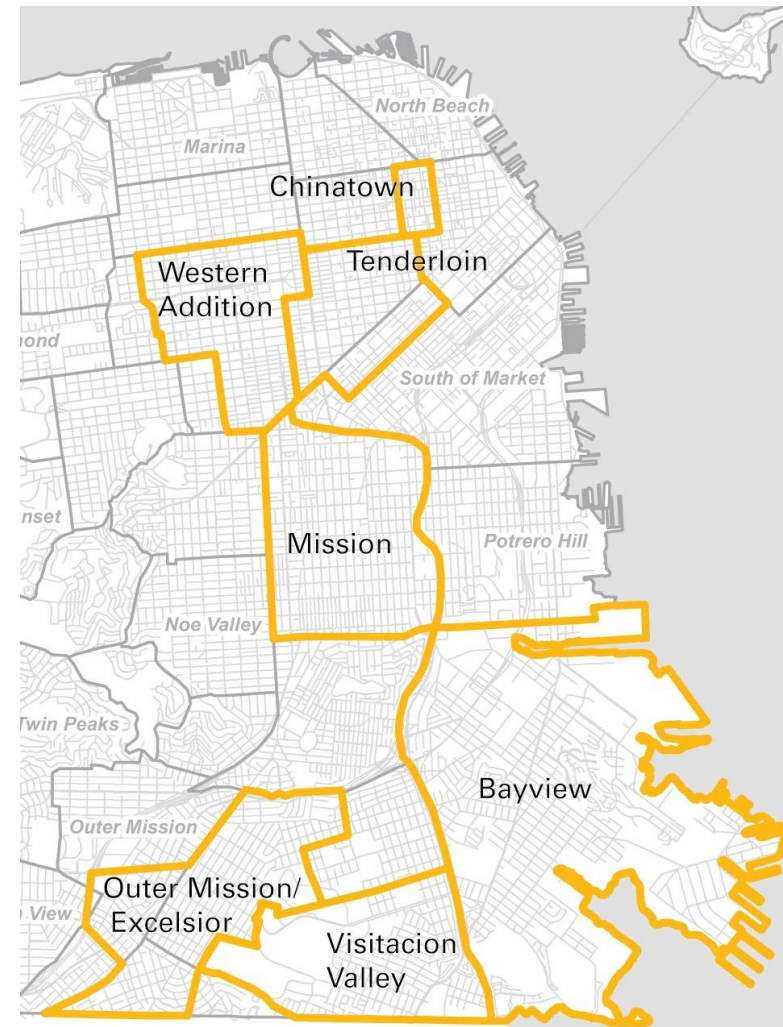 North Beach
Marina
Chinatown
Western
Addition
Tenderloin
South of Market
Mission
Potrero Hill
Noe Valley
Twin Peaks
Bayview
Outer Mission
Outer Mission/
Excelsior
View
Visitacion
Valley